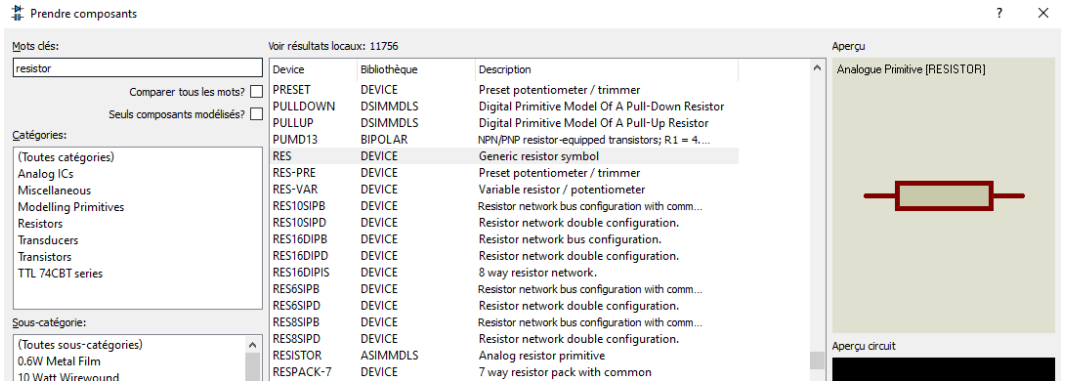 Prendre composants ? ×
Mots clés:
resistor
Comparer tous les mots?
Seuls composants modélisés?
Catégories:
(Toutes catégories)
Analog ICs
Miscellaneous
Modelling Primitives
Resistors
Transducers
Transistors
TTL 74CBT series
Sous-catégorie:
(Toutes sous-catégories)
0.6W Metal Film
10 Watt Wirewound
Voir résultats locaux: 11756
Device Bibliothèque Description
PRESET DEVICE Preset potentiometer / trimmer
PULLDOWN DSIMMDLS Digital Primitive Model Of A Pull-Down Resistor
PULLUP DSIMMDLS Digital Primitive Model Of A Pull-Up Resistor
PUMD13 BIPOLAR NPN/PNP resistor-equipped transistors; R1 = 4....
RES DEVICE Generic resistor symbol
RES-PRE DEVICE Preset potentiometer / trimmer
RES-VAR DEVICE Variable resistor / potentiometer
RES10SIPB DEVICE Resistor network bus configuration with comm...
RES10SIPD DEVICE Resistor network double configuration.
RES16DIPB DEVICE Resistor network bus configuration.
RES16DIPD DEVICE Resistor network double configuration.
RES16DIPIS DEVICE 8 way resistor network.
RES6SIPB DEVICE Resistor network bus configuration with comm...
RES6SIPD DEVICE Resistor network double configuration.
RES8SIPB DEVICE Resistor network bus configuration with comm...
RES8SIPD DEVICE Resistor network double configuration.
RESISTOR ASIMMDLS Analog resistor primitive
RESPACK-7 DEVICE 7 way resistor pack with common
Aperçu
Analogue Primitive [RESISTOR]
Aperçu circuit